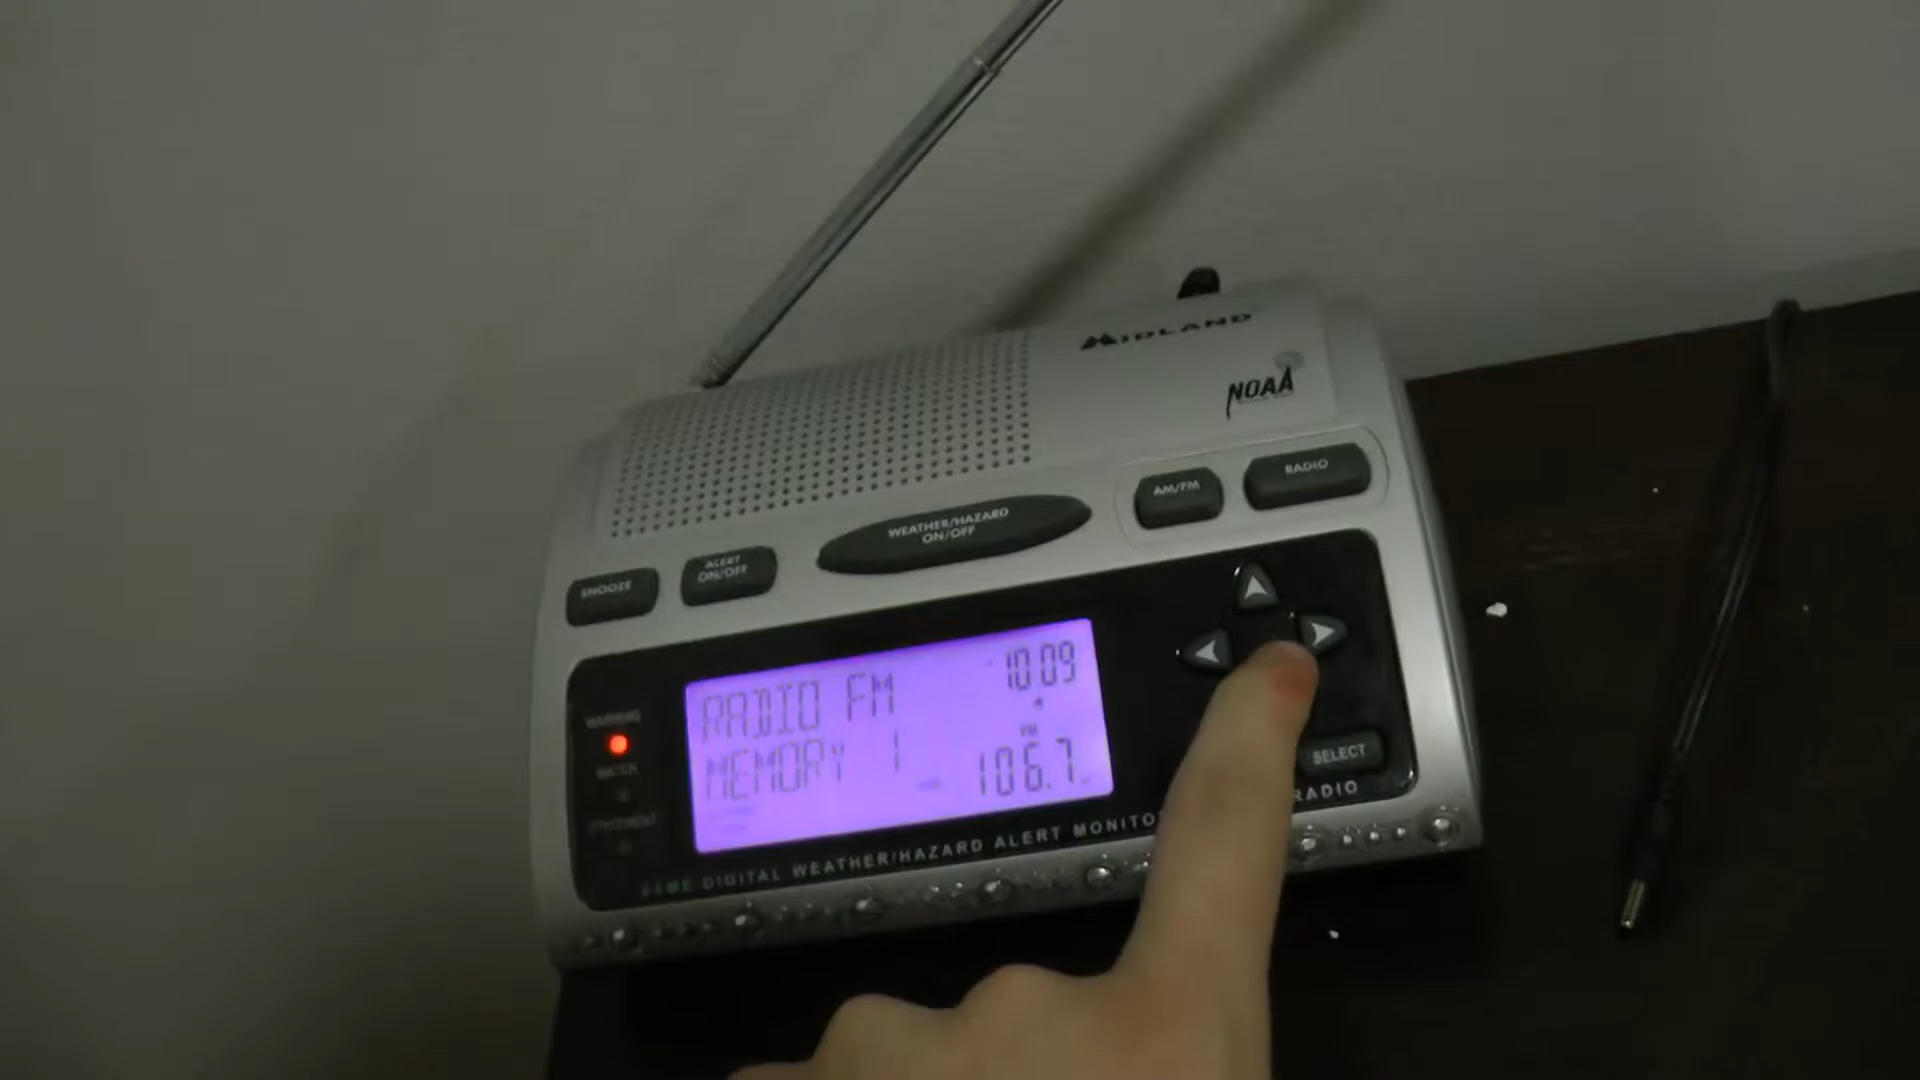 MIDLAND
NOAA
RADIO
AM/FM
WEATHER/HAZARD
ON/OFF
ALERT
ON/OFF
SNOOZE
RADIO FM 10 09
FM
MEMORY 1 106.7
WARNING
WATCH
STATEMENT
SELECT
SAME DIGITAL WEATHER/HAZARD ALERT MONITO RADIO